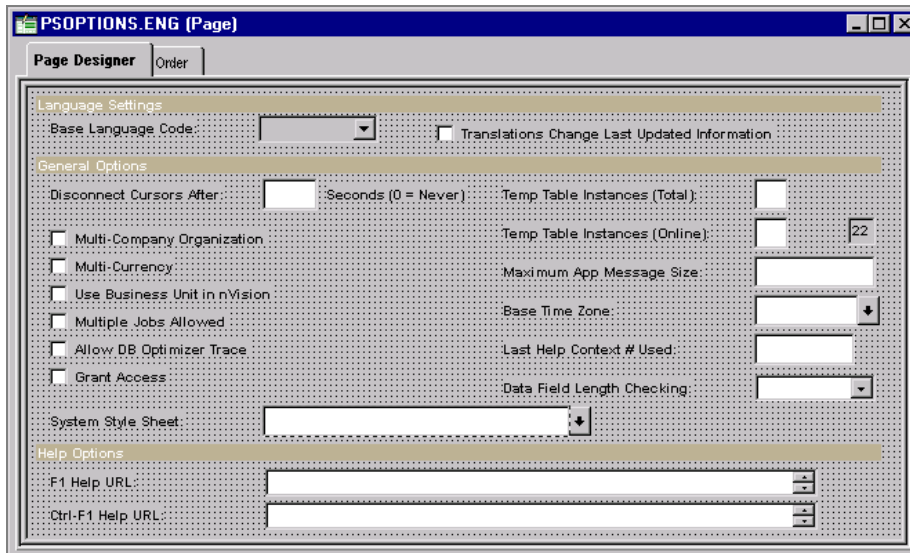 PSOPTIONS.ENG (Page)
Page Designer Order
Language Settings
Base Language Code: Translations Change Last Updated Information
General Options
Disconnect Cursors After: Seconds (0 = Never) Temp Table Instances (Total):
Temp Table Instances (Online): 22
Multi-Company Organization
Multi-Currency
Maximum App Message Size:
Use Business Unit in nVision
Base Time Zone:
Multiple Jobs Allowed
Allow DB Optimizer Trace
Last Help Context # Used:
Grant Access
Data Field Length Checking:
System Style Sheet:
Help Options
F1 Help URL:
Ctrl-F1 Help URL: